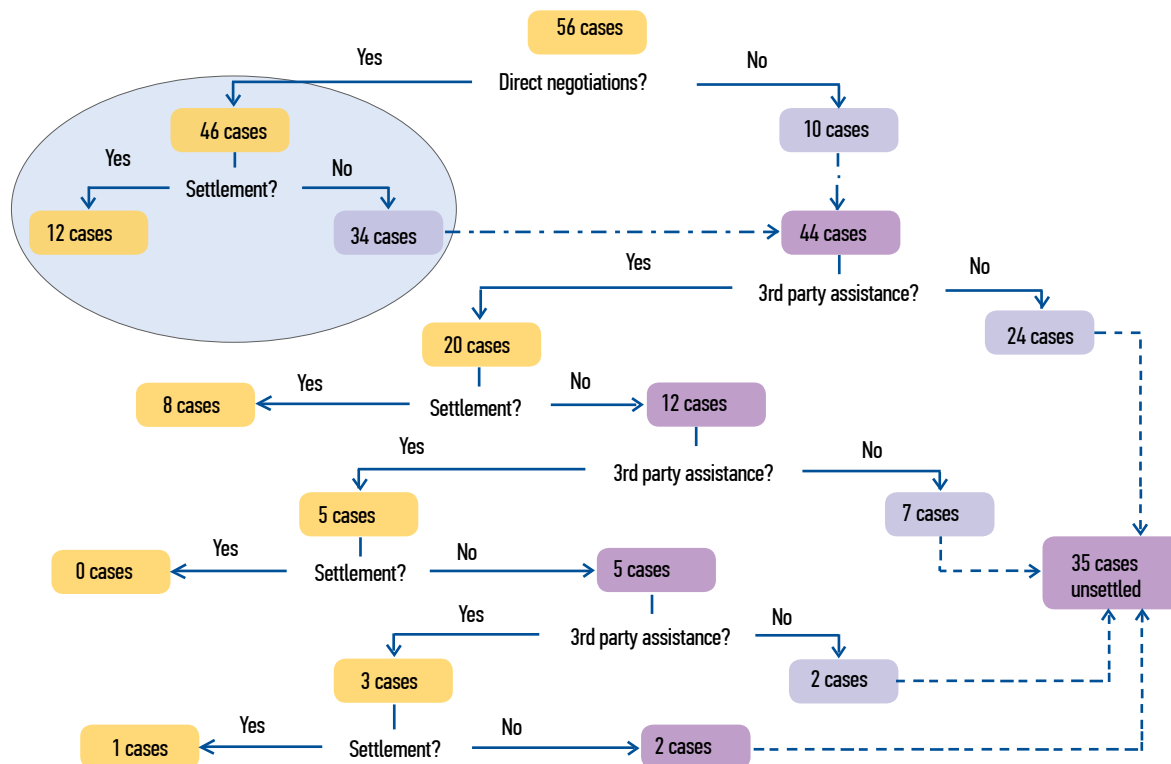 56 cases
Yes
Direct negotiations?
No
46 cases
10 cases
Yes
Settlement?
No
12 cases
34 cases
44 cases
Yes
3rd party assistance?
No
20 cases
24 cases
8 cases
Yes
Settlement?
No
12 cases
Yes
3rd party assistance?
No
5 cases
7 cases
0 cases
Yes
Settlement?
No
5 cases
35 cases
unsettled
Yes
3rd party assistance?
No
3 cases
2 cases
1 cases
Yes
Settlement?
No
2 cases